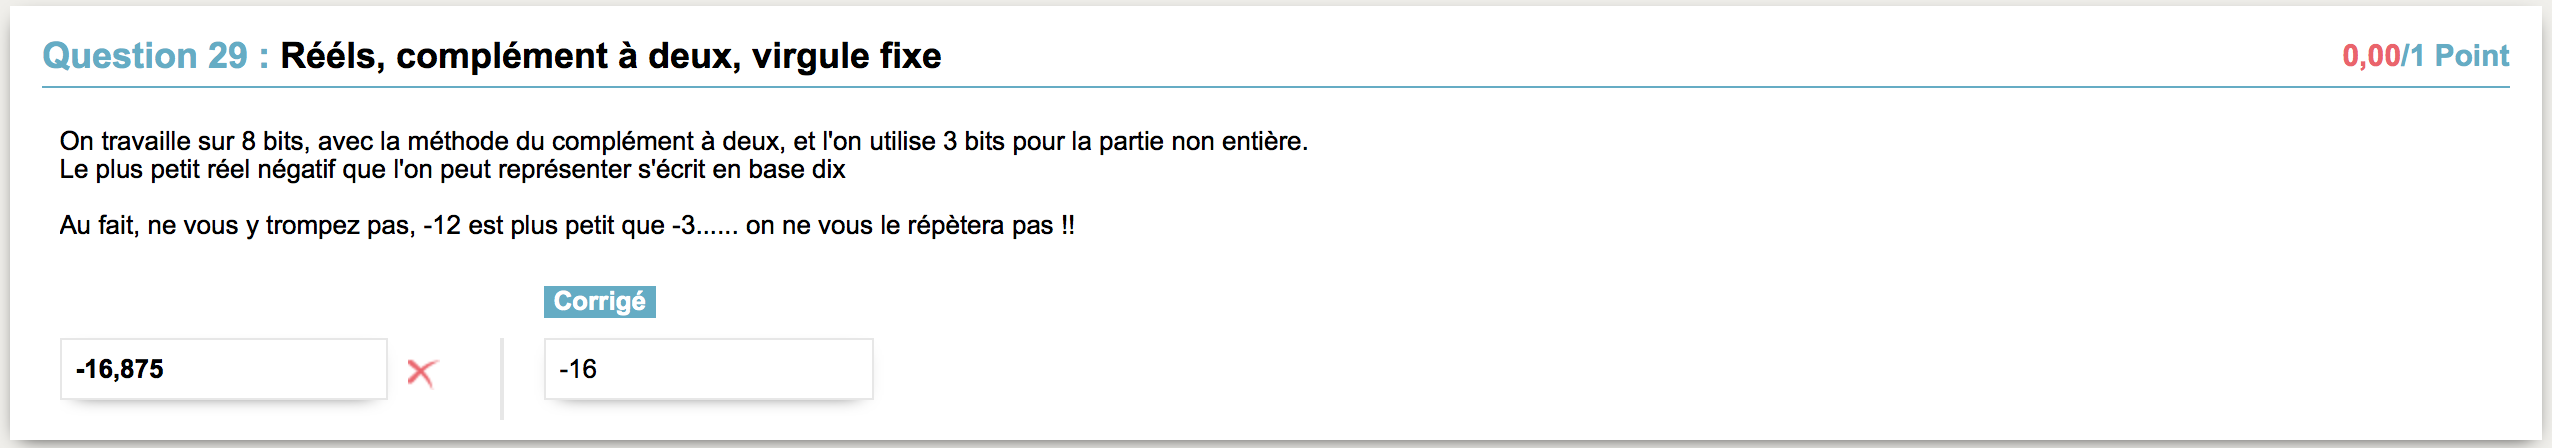 Question 29 : Rééls, complément à deux, virgule fixe
0,00/1 Point
On travaille sur 8 bits, avec la méthode du complément à deux, et l'on utilise 3 bits pour la partie non entière.
Le plus petit réel négatif que l'on peut représenter s'écrit en base dix
Au fait, ne vous y trompez pas, -12 est plus petit que -3...... on ne vous le répètera pas !!
Corrigé
-16,875
-16